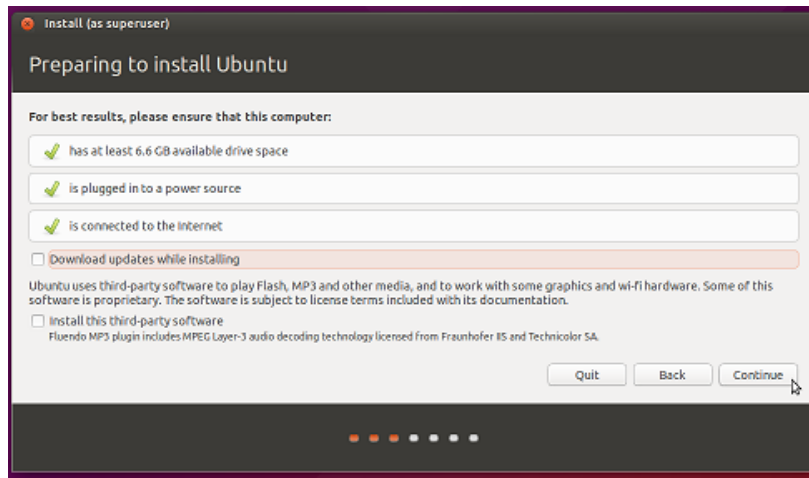 Install (as superuser)
Preparing to install Ubuntu
For best results, please ensure that this computer:
has at least 6.6 GB available drive space
is plugged in to a power source
is connected to the Internet
Download updates while installing
Ubuntu uses third-party software to play Flash, MP3 and other media, and to work with some graphics and wi-fi hardware. Some of this
software is proprietary. The software is subject to license terms included with its documentation.
Install this third-party software
Fluendo MP3 plugin includes MPEG Layer-3 audio decoding technology licensed from Fraunhofer IIS and Technicolor SA.
Quit Back Continue